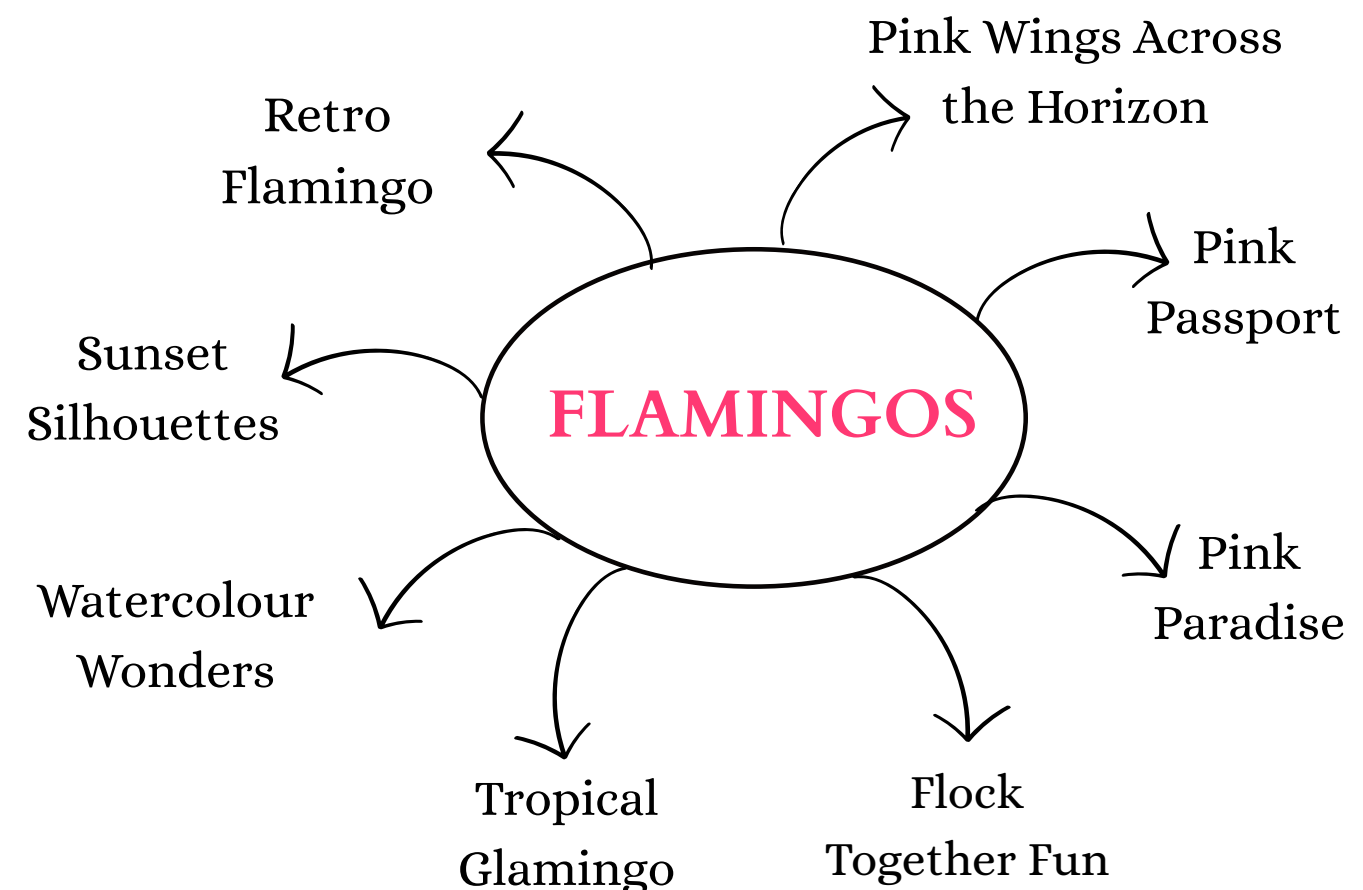 Pink Wings Across
the Horizon
Retro
Flamingo
Pink
Passport
Sunset
Silhouettes
FLAMINGOS
Pink
Paradise
Watercolour
Wonders
Tropical
Glamingo
Flock
Together Fun